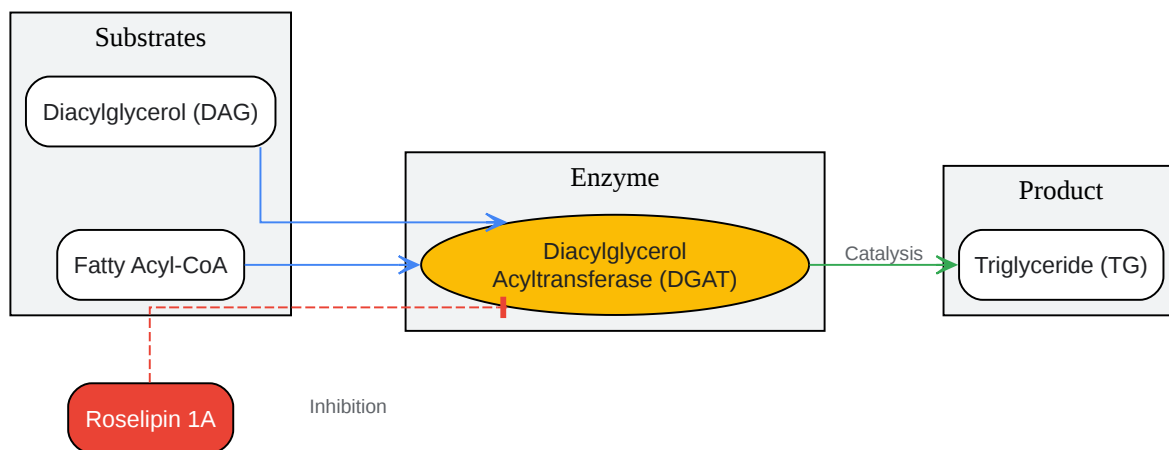 Substrates
Diacylglycerol (DAG)
Fatty Acyl-CoA
Enzyme
Diacylglycerol
Acyltransferase (DGAT)
Catalysis
Product
Triglyceride (TG)
Roselipin 1A
Inhibition